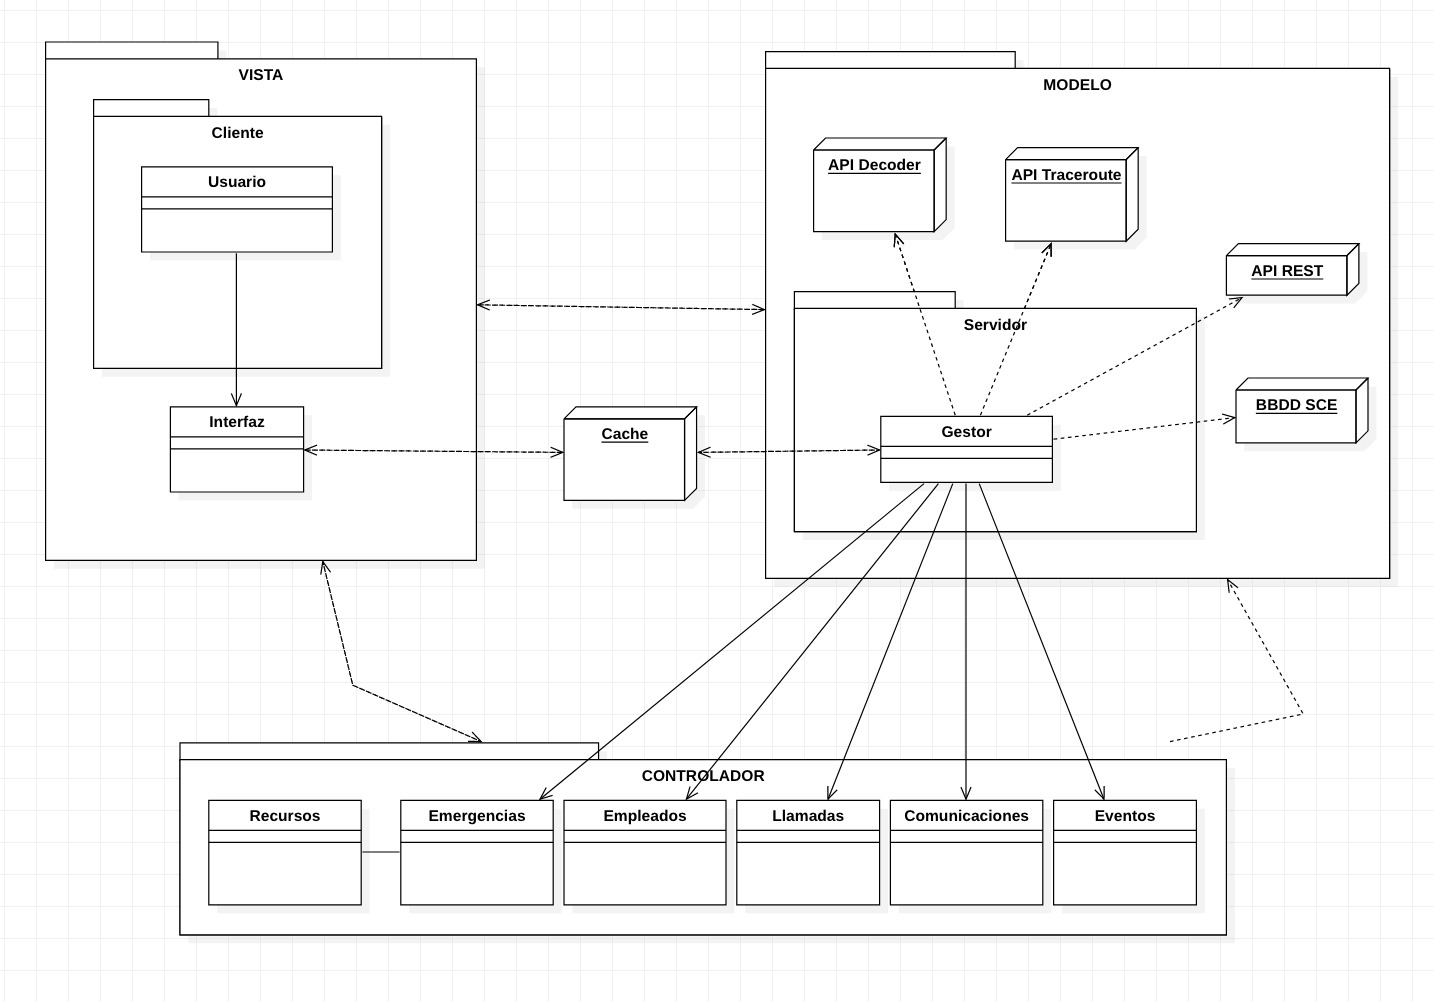 VISTA
Cliente
Usuario
Interfaz
Cache
MODELO
API Decoder
API Traceroute
API REST
BBDD SCE
Servidor
Gestor
CONTROLADOR
Recursos
Emergencias
Empleados
Llamadas
Comunicaciones
Eventos